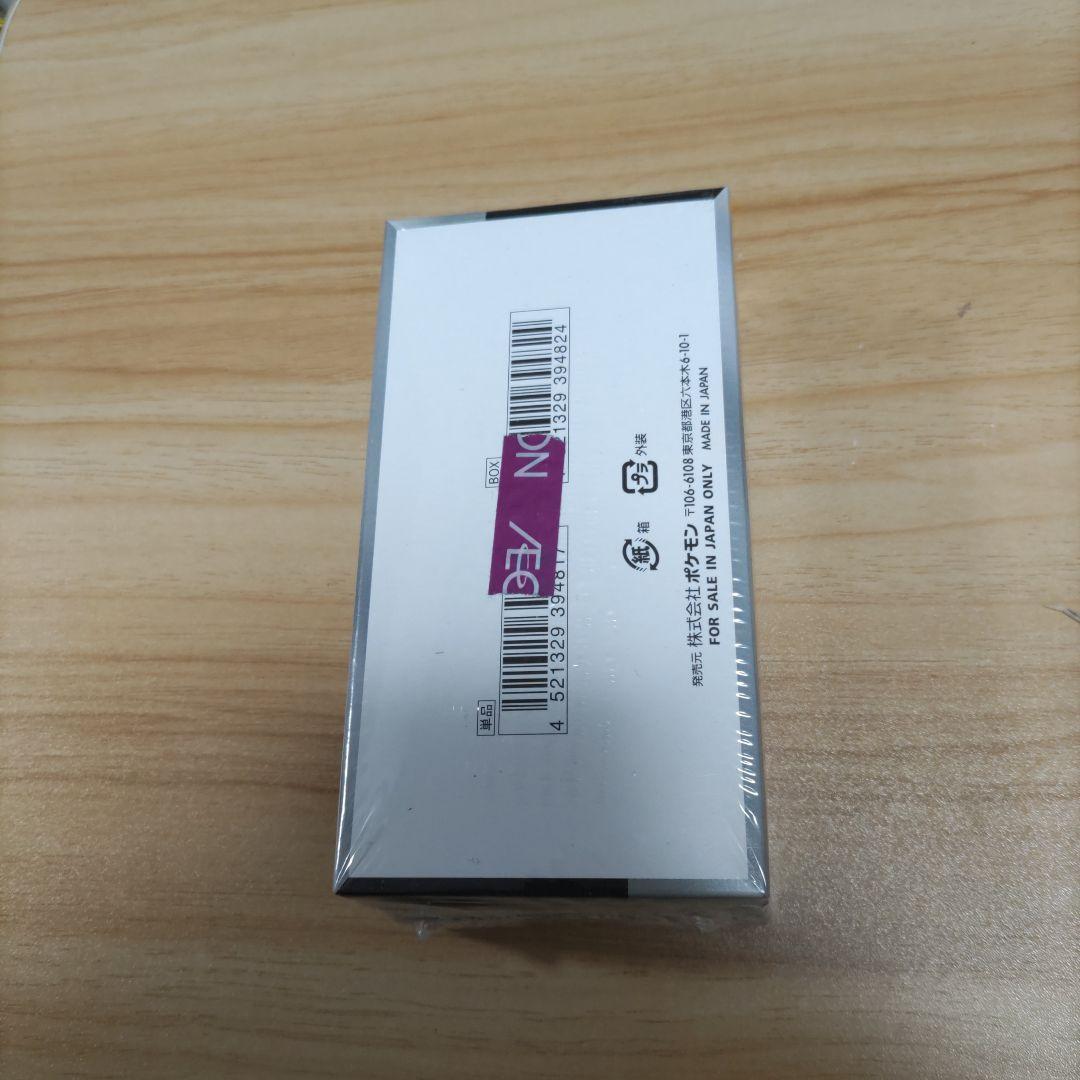 単品
4 521329 394817
BOX
21329 394824
ON
紙
箱
プラ
外装
発売元 株式会社ポケモン 〒106-6108 東京都港区六本木6-10-1
FOR SALE IN JAPAN ONLY MADE IN JAPAN